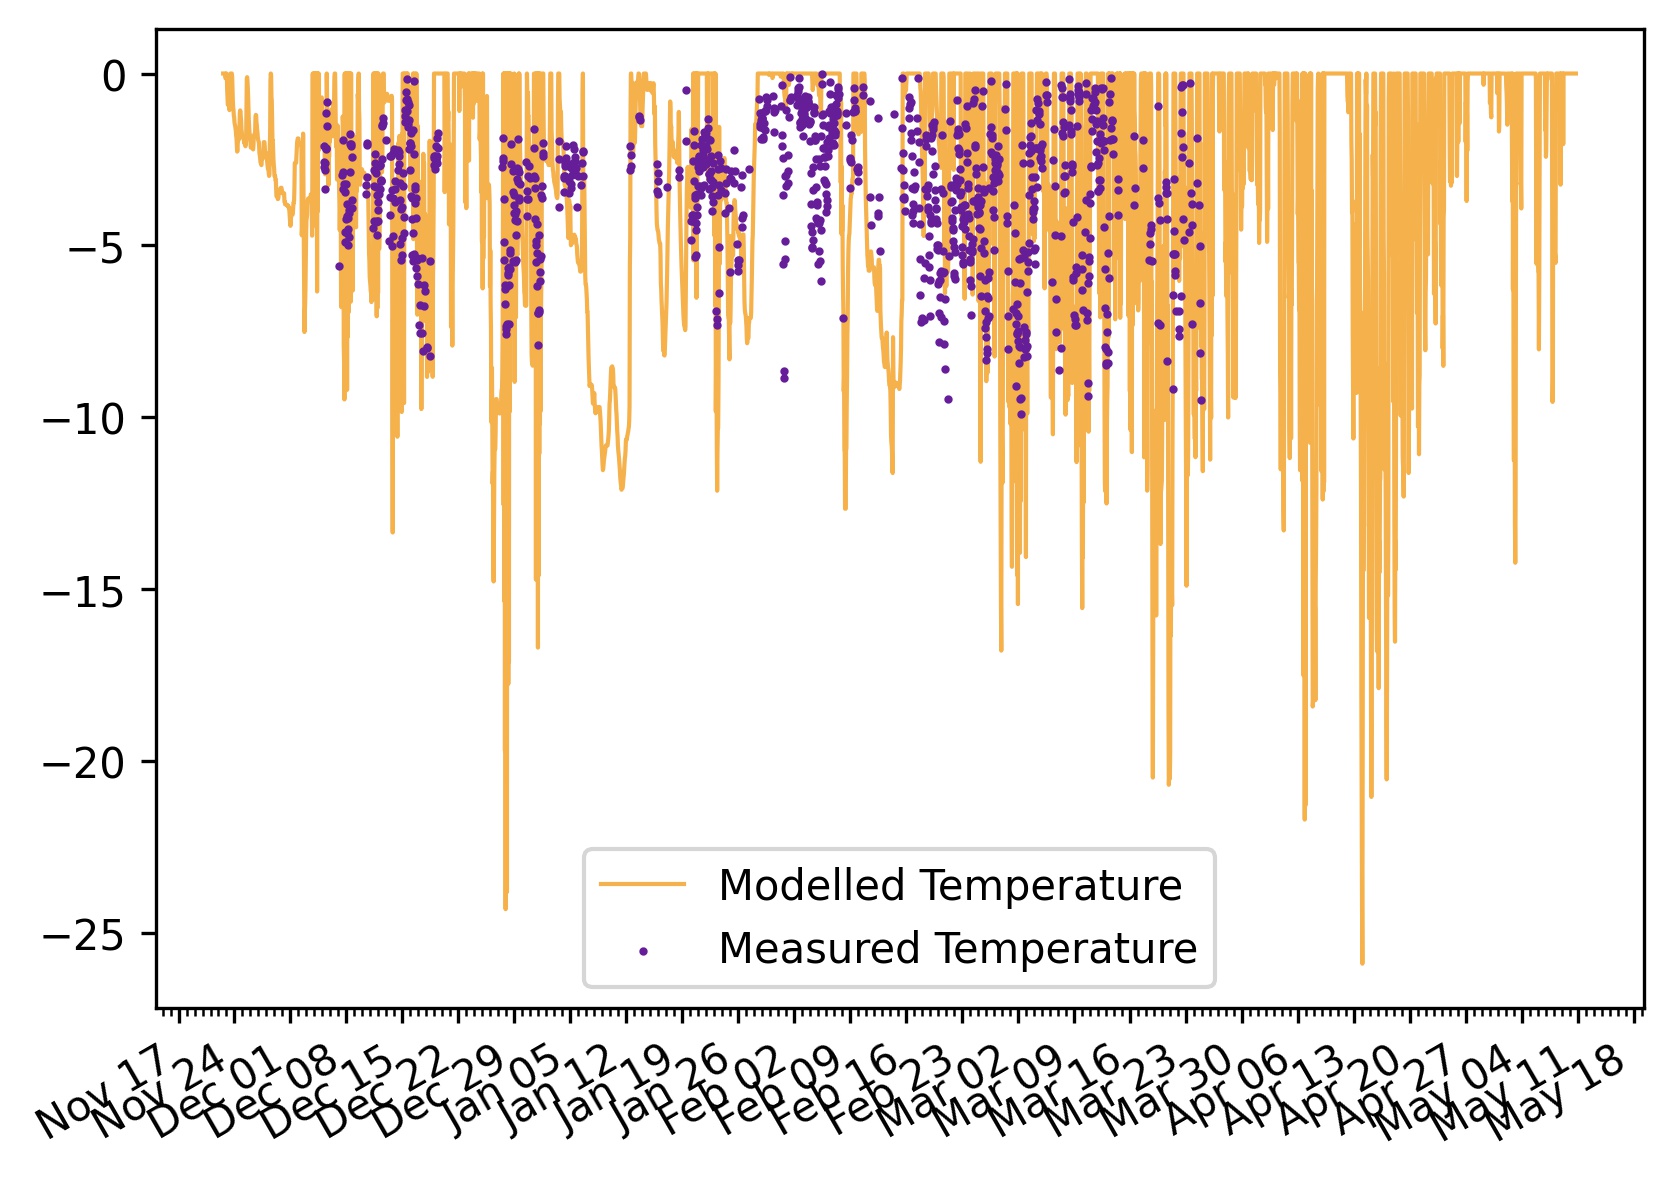 0
−5
−10
−15
−20
−25
Modelled Temperature
Measured Temperature
Nov 17
Nov 24
Dec 01
Dec 08
Dec 15
Dec 22
Dec 29
Jan 05
Jan 12
Jan 19
Jan 26
Feb 02
Feb 09
Feb 16
Feb 23
Mar 02
Mar 09
Mar 16
Mar 23
Mar 30
Apr 06
Apr 13
Apr 20
Apr 27
May 04
May 11
May 18